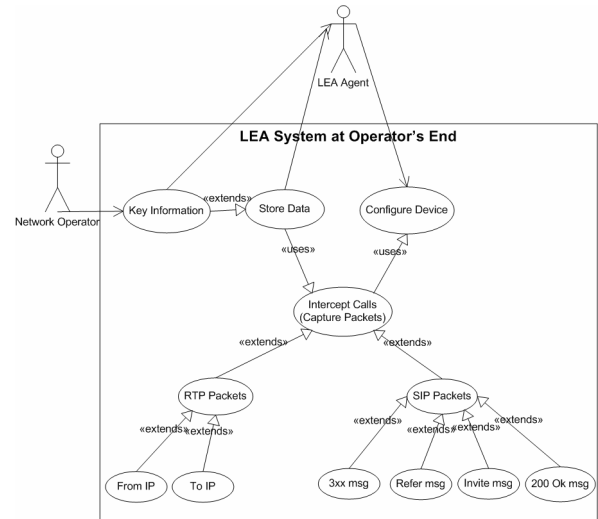 LEA Agent
LEA System at Operator's End
Network Operator
Key Information
«extends»
Store Data
Configure Device
«uses»
«uses»
Intercept Calls
(Capture Packets)
«extends»
«extends»
RTP Packets
SIP Packets
«extends»
«extends»
«extends»
«extends»
«extends»
«extends»
From IP
To IP
3xx msg
Refer msg
Invite msg
200 Ok msg